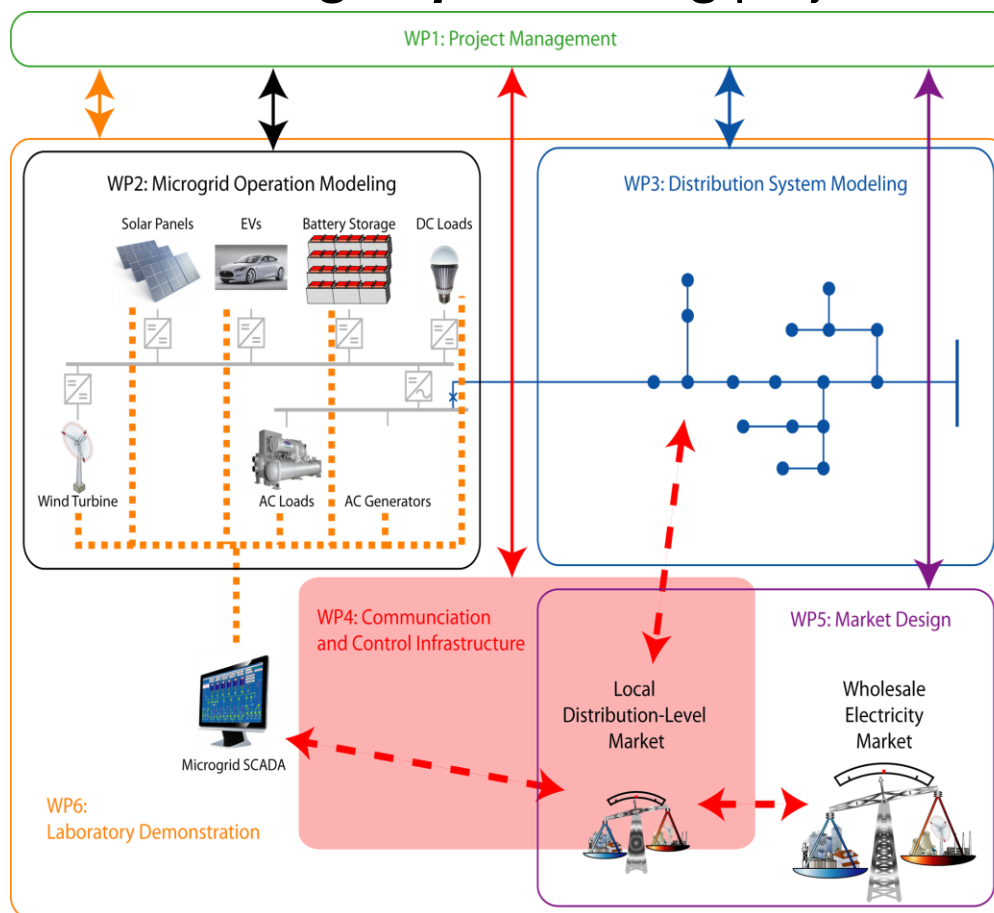 WP1: Project Management
WP2: Microgrid Operation Modeling
Solar Panels
EVs
Battery Storage
DC Loads
Wind Turbine
AC Loads
AC Generators
WP3: Distribution System Modeling
WP4: Communciation
and Control Infrastructure
WP5: Market Design
Local
Distribution-Level
Market
Wholesale
Electricity
Market
Microgrid SCADA
WP6:
Laboratory Demonstration